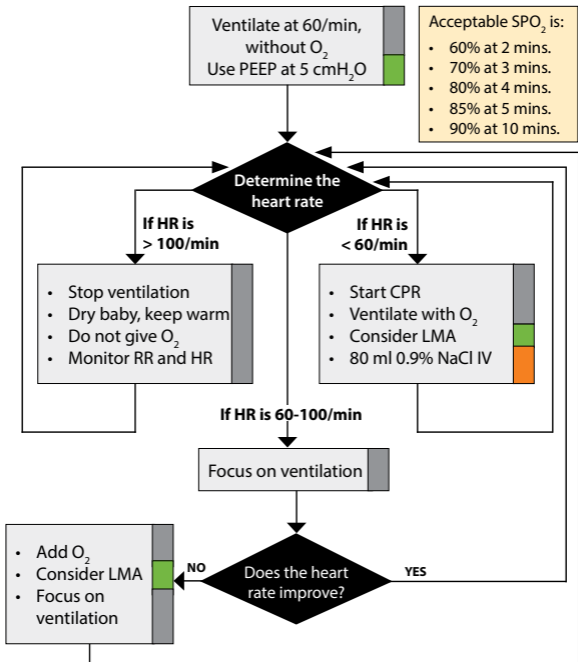 Ventilate at 60/min,
without O₂
Use PEEP at 5 cmH₂O
Acceptable SPO₂ is:
• 60% at 2 mins.
• 70% at 3 mins.
• 80% at 4 mins.
• 85% at 5 mins.
• 90% at 10 mins.
Determine the
heart rate
If HR is
> 100/min
If HR is
< 60/min
• Stop ventilation
• Dry baby, keep warm
• Do not give O₂
• Monitor RR and HR
• Start CPR
• Ventilate with O₂
• Consider LMA
• 80 ml 0.9% NaCl IV
If HR is 60-100/min
Focus on ventilation
Does the heart
rate improve?
NO
YES
• Add O₂
• Consider LMA
• Focus on
ventilation